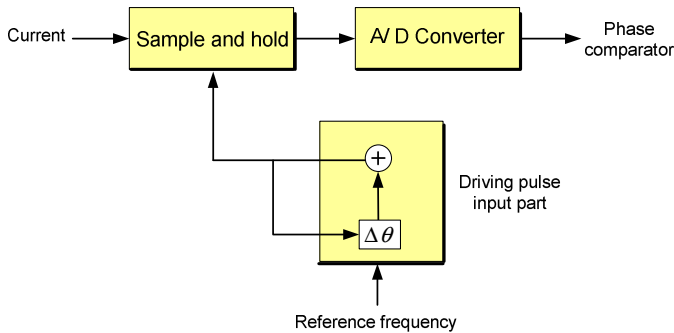 Current
Sample and hold
A/D Converter
Phase
comparator
+
Driving pulse
input part
Δθ
Reference frequency